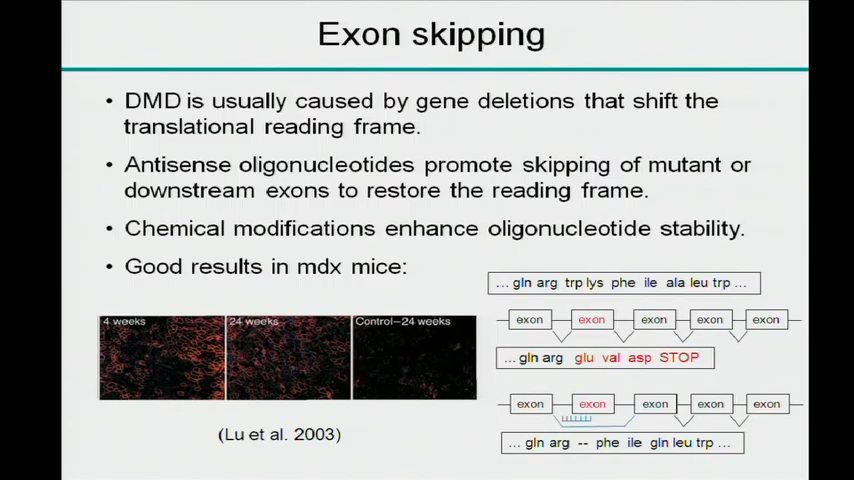 Exon skipping
• DMD is usually caused by gene deletions that shift the
translational reading frame.
• Antisense oligonucleotides promote skipping of mutant or
downstream exons to restore the reading frame.
• Chemical modifications enhance oligonucleotide stability.
• Good results in mdx mice:
4 weeks
24 weeks
Control–24 weeks
(Lu et al. 2003)
... gln arg trp lys phe ile ala leu trp ...
exon exon exon exon exon
... gln arg glu val asp STOP
exon exon exon exon exon
... gln arg -- phe ile gln leu trp ...